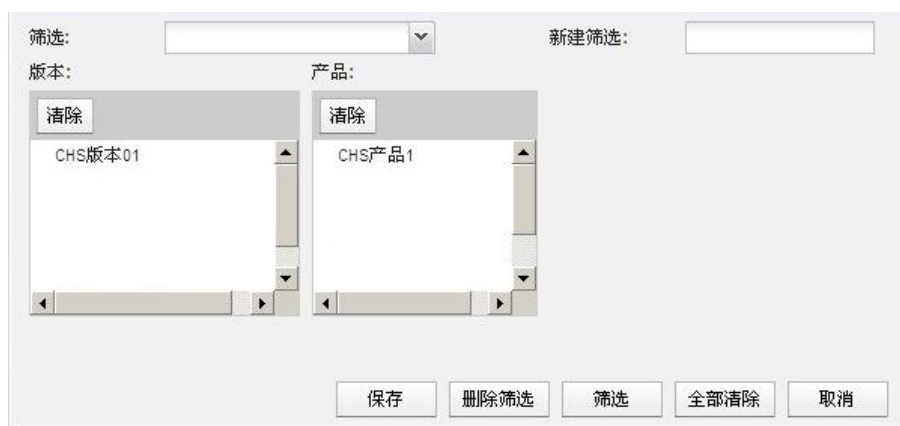 筛选: 新建筛选:
版本: 产品:
清除 清除
CHS版本01 CHS产品1
保存 删除筛选 筛选 全部清除 取消